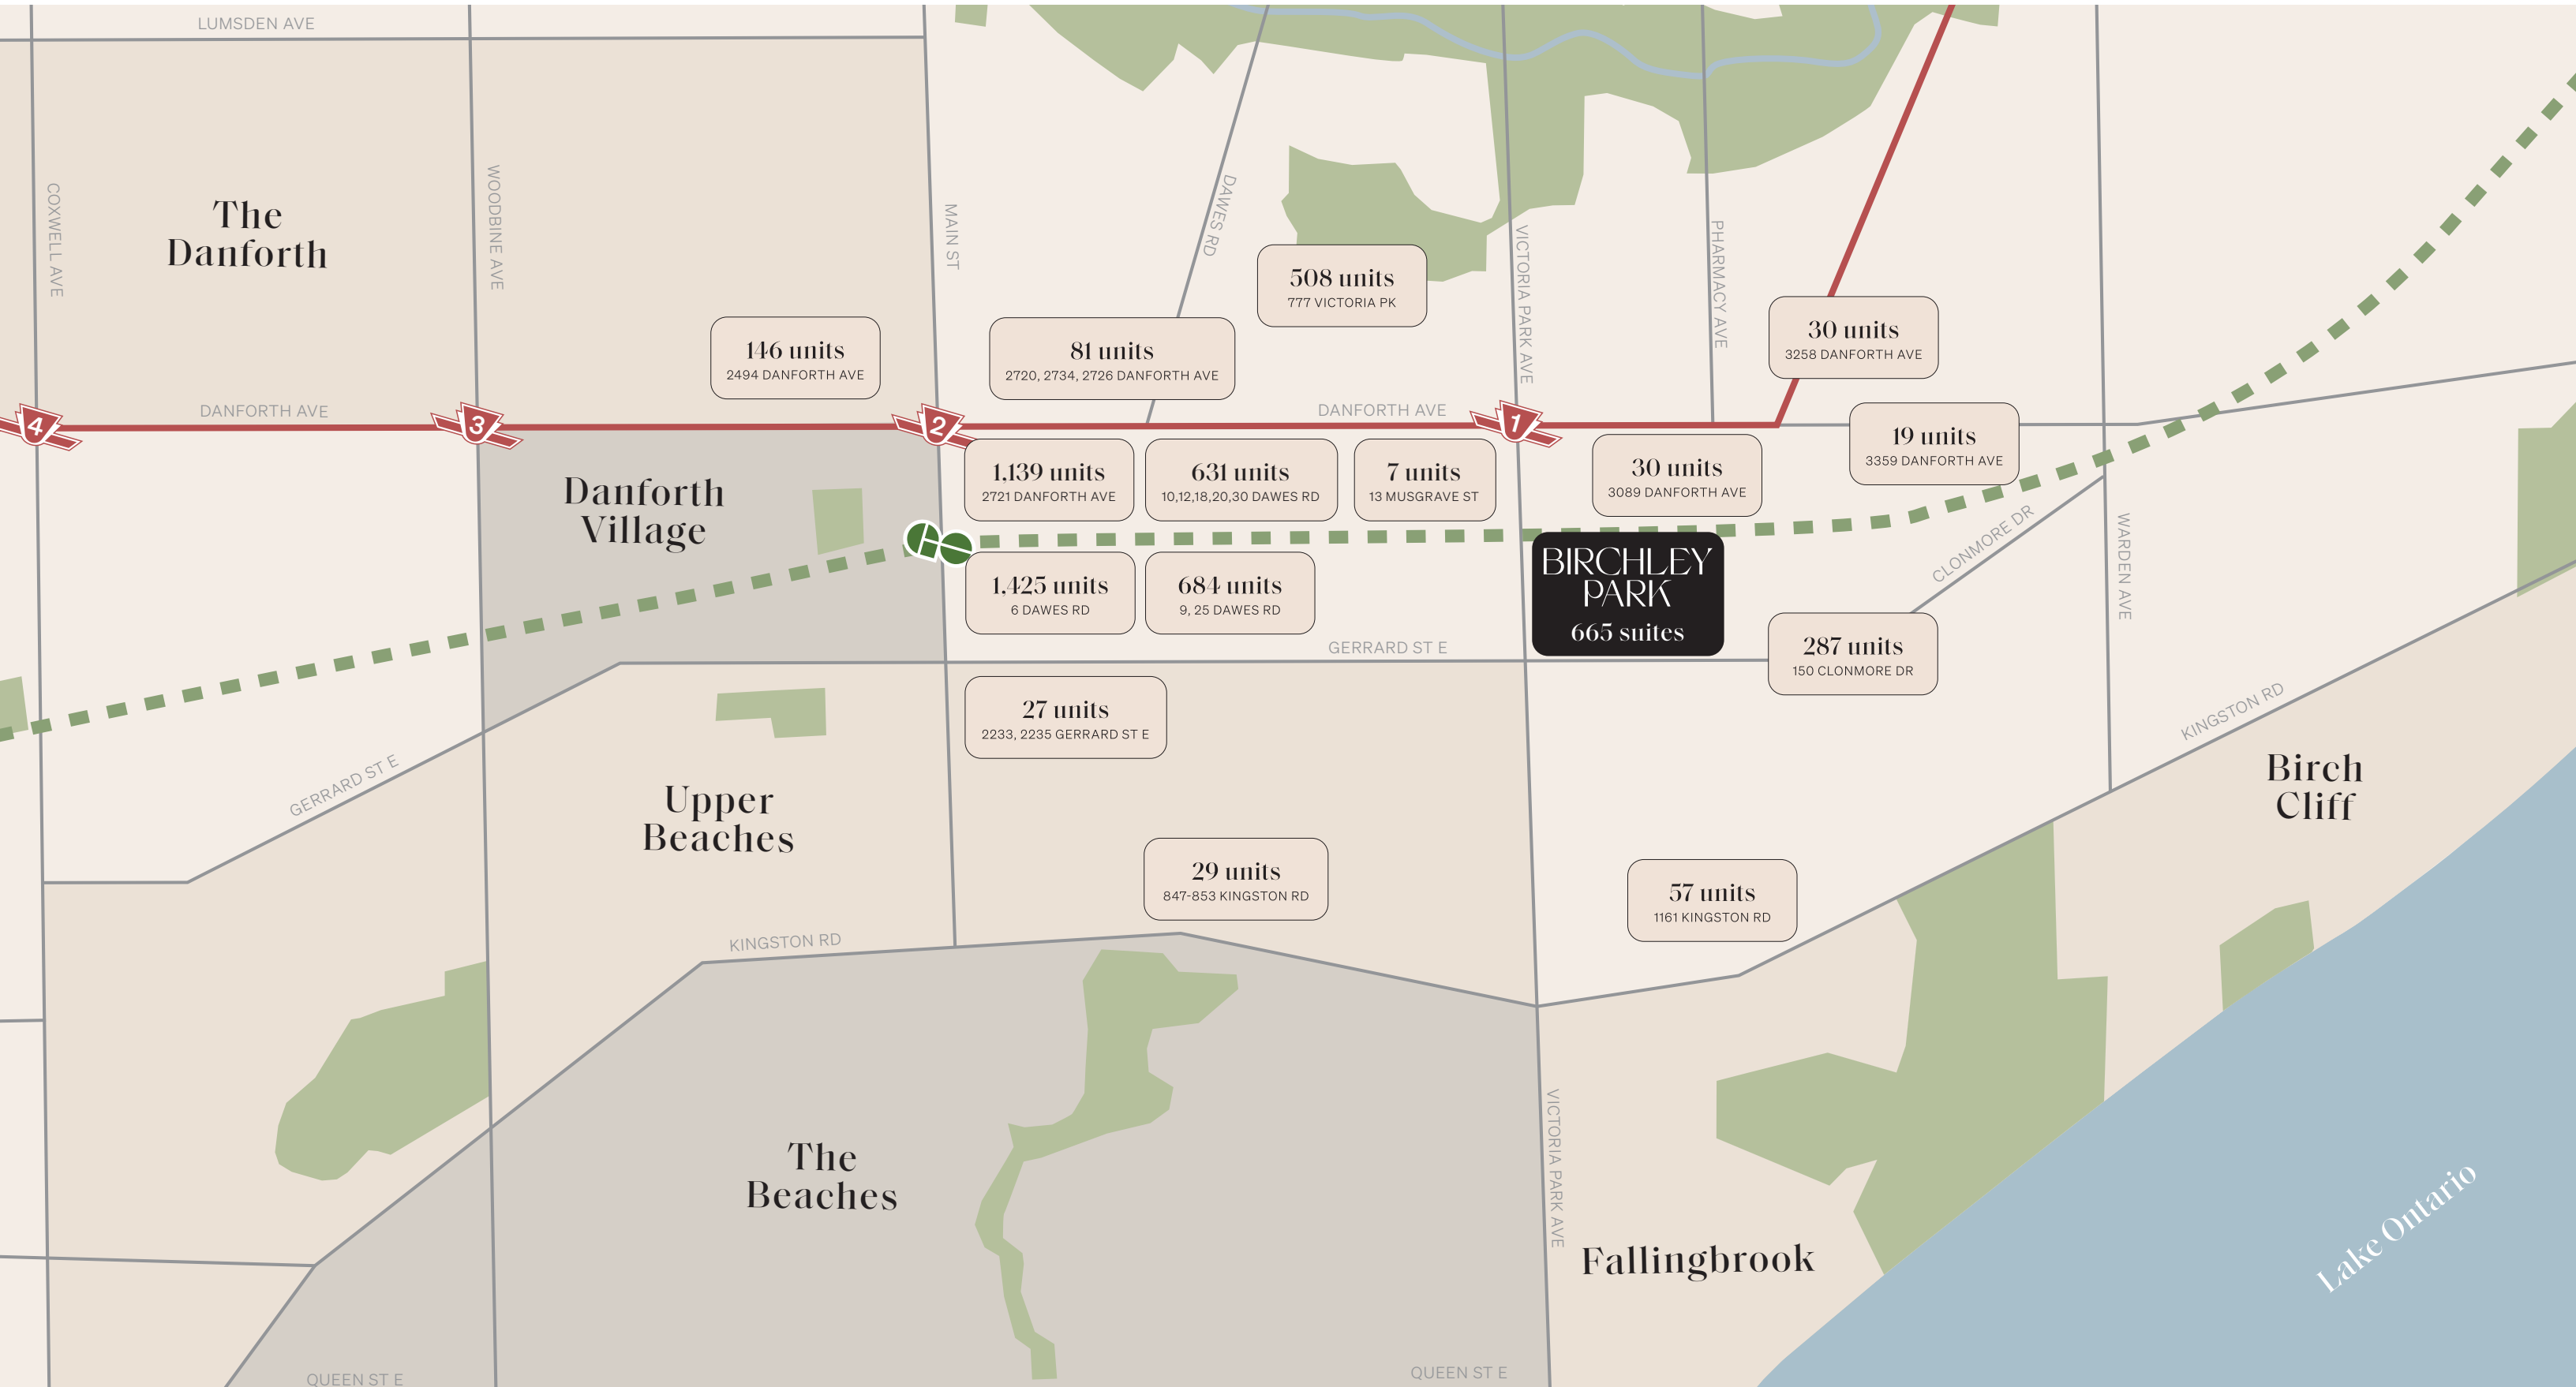 LUMSDEN AVE
COXWELL AVE
WOODBINE AVE
MAIN ST
DAWES RD
VICTORIA PARK AVE
PHARMACY AVE
The
Danforth
508 units
777 VICTORIA PK
146 units
2494 DANFORTH AVE
81 units
2720, 2734, 2726 DANFORTH AVE
30 units
3258 DANFORTH AVE
DANFORTH AVE
DANFORTH AVE
4
3
2
1
19 units
3359 DANFORTH AVE
1,139 units
2721 DANFORTH AVE
631 units
10,12,18,20,30 DAWES RD
7 units
13 MUSGRAVE ST
30 units
3089 DANFORTH AVE
Danforth
Village
CLONMORE DR
WARDEN AVE
1,425 units
6 DAWES RD
684 units
9, 25 DAWES RD
BIRCHLEY
PARK
665 suites
GERRARD ST E
287 units
150 CLONMORE DR
27 units
2233, 2235 GERRARD ST E
KINGSTON RD
GERRARD ST E
Upper
Beaches
Birch
Cliff
29 units
847-853 KINGSTON RD
57 units
1161 KINGSTON RD
KINGSTON RD
The
Beaches
VICTORIA PARK AVE
Fallingbrook
Lake Ontario
QUEEN ST E
QUEEN ST E